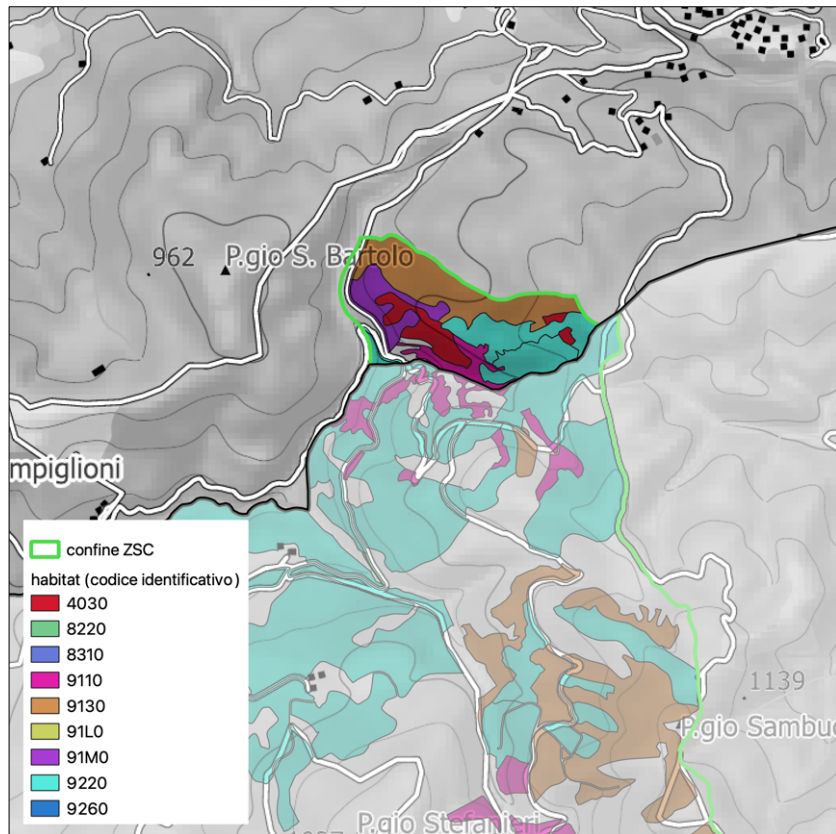 962
P.gio S. Bartolo
mpiglioni
confine ZSC
habitat (codice identificativo)
4030
8220
8310
9110
9130
91L0
91M0
9220
9260
1139
P.gio Sambuc
P.gio Stefanieri